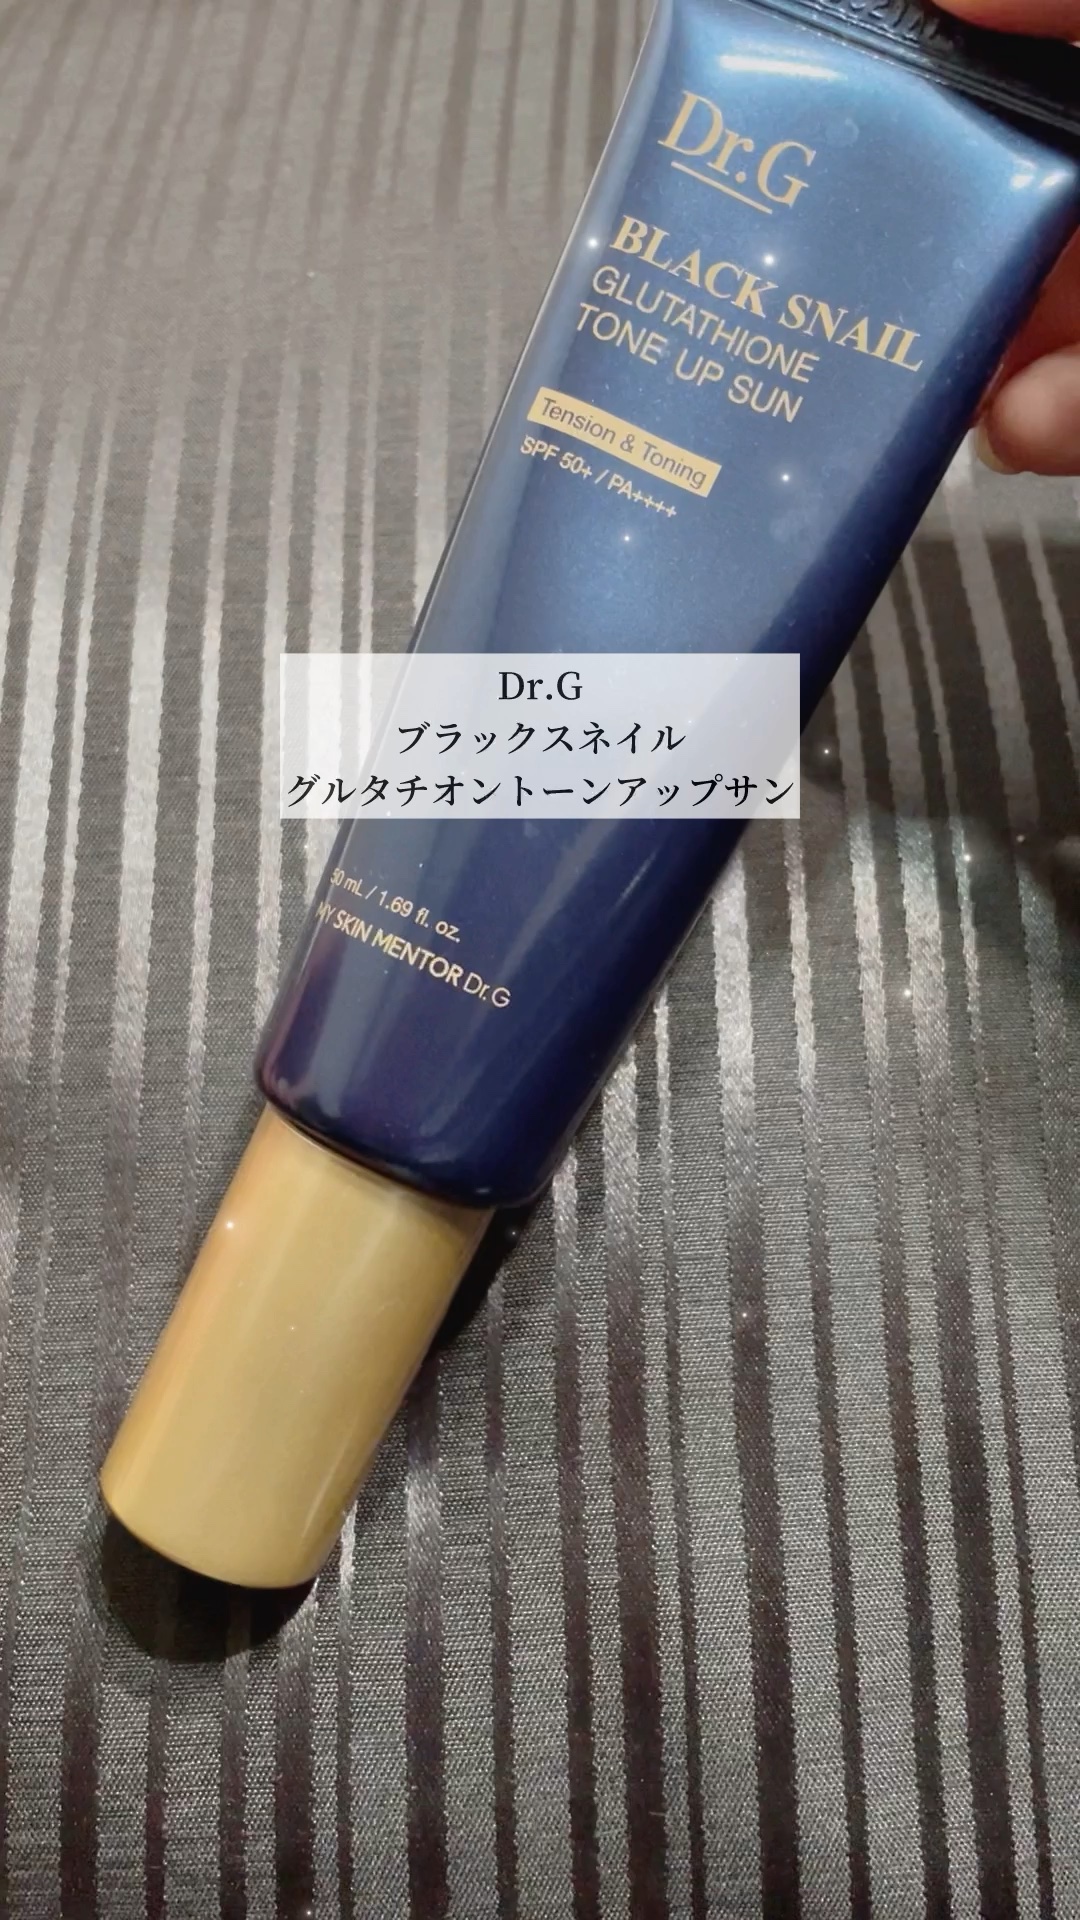 Dr.G
BLACK SNAIL
GLUTATHIONE
TONE UP SUN
Tension & Toning
SPF 50+ / PA++++
Dr.G
ブラックスネイル
グルタチオントーンアップサン
50 mL / 1.69 fl. oz.
MY SKIN MENTOR Dr.G